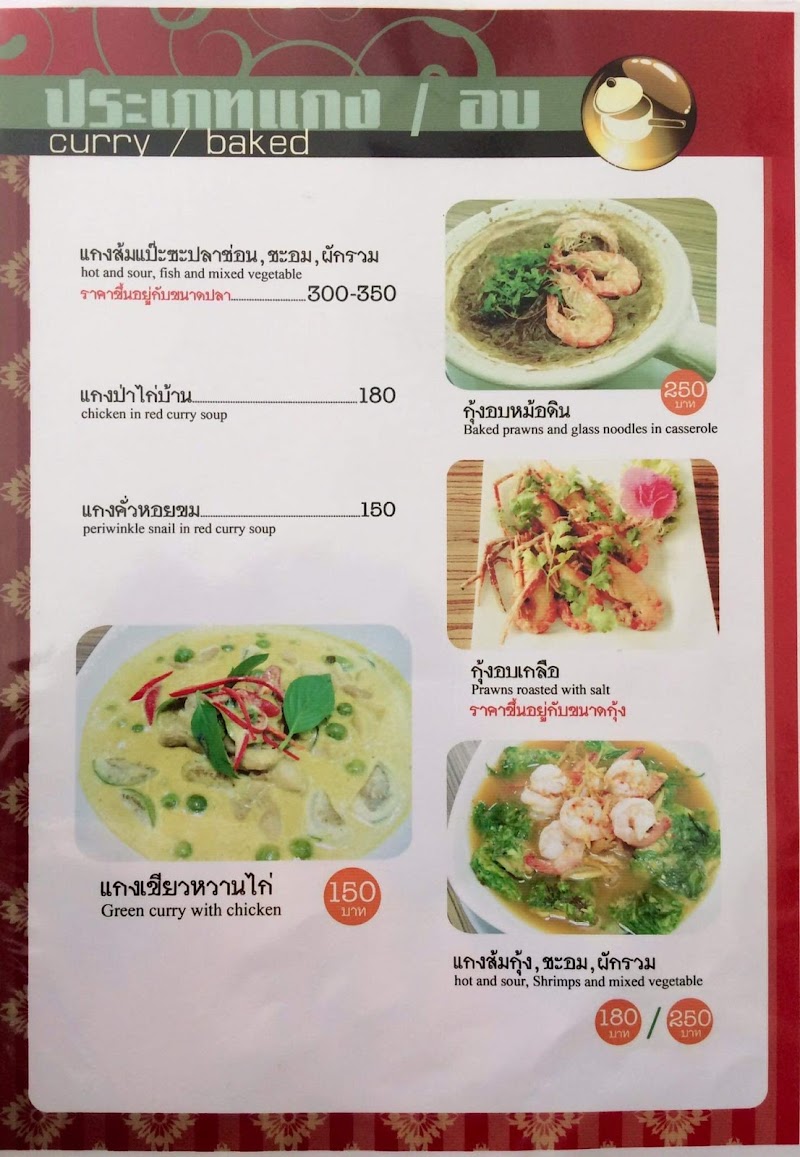 ประเภทแกง / อบ
curry / baked
แกงส้มแป๊ะซะปลาช่อน, ชะอม, ผักรวม
hot and sour, fish and mixed vegetable
ราคาขึ้นอยู่กับขนาดปลา........................300-350
แกงป่าไก่บ้าน........................180
chicken in red curry soup
แกงคั่วหอยขม........................150
periwinkle snail in red curry soup
แกงเขียวหวานไก่
Green curry with chicken
150
บาท
250
บาท
กุ้งอบหม้อดิน
Baked prawns and glass noodles in casserole
กุ้งอบเกลือ
Prawns roasted with salt
ราคาขึ้นอยู่กับขนาดกุ้ง
แกงส้มกุ้ง, ชะอม, ผักรวม
hot and sour, Shrimps and mixed vegetable
180 / 250
บาท บาท